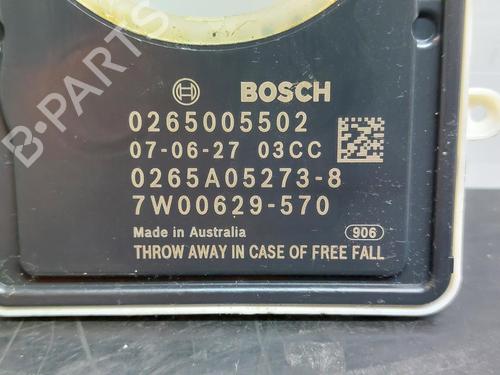 BOSCH
0265005502
07-06-27 03CC
0265A05273-8
7W00629-570
Made in Australia 906
THROW AWAY IN CASE OF FREE FALL
B-PARTS